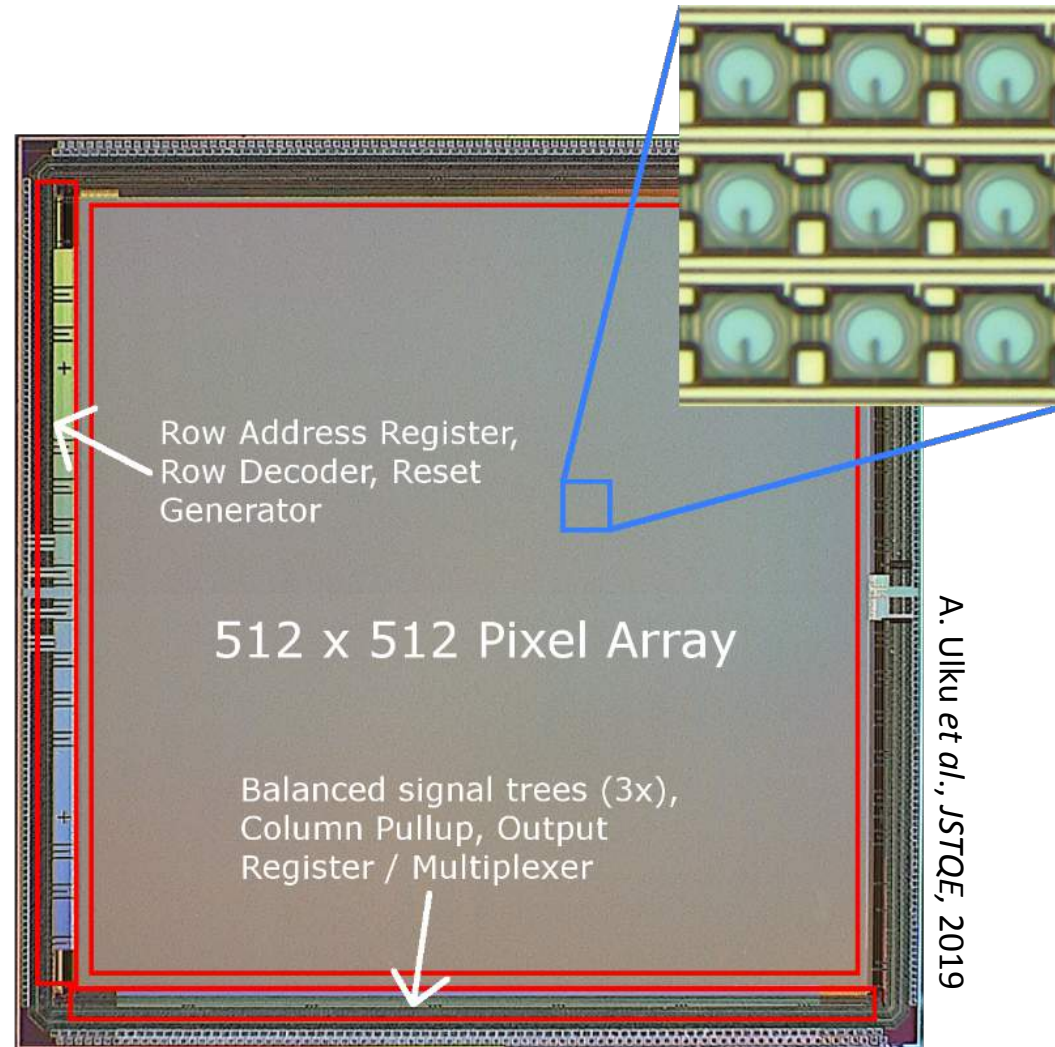 Row Address Register,
Row Decoder, Reset
Generator
512 x 512 Pixel Array
Balanced signal trees (3x),
Column Pullup, Output
Register / Multiplexer
A. Ulku et al., JSTQE, 2019